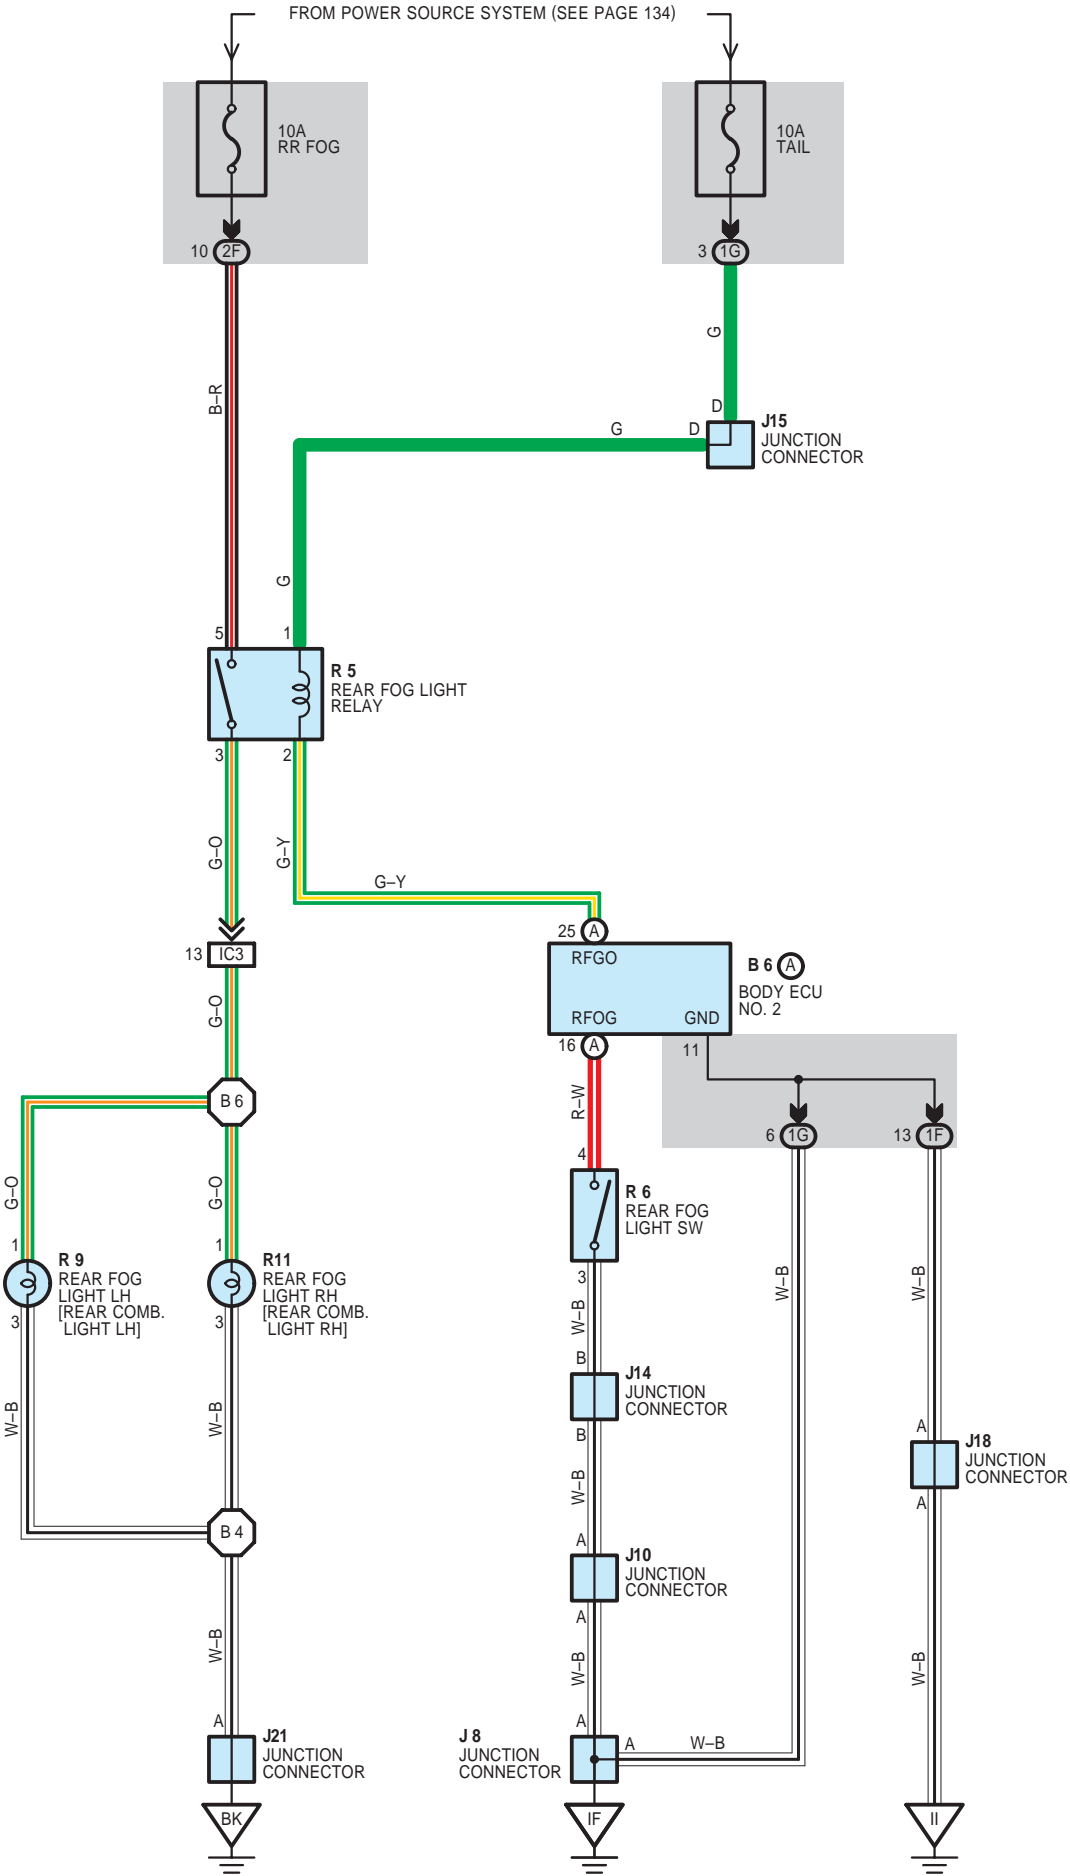 FROM POWER SOURCE SYSTEM (SEE PAGE 134)
10A
RR FOG
10A
TAIL
10 2F
3 1G
G
B–R
D
J15
JUNCTION
CONNECTOR
G D
G
5 1
R 5
REAR FOG LIGHT
RELAY
3 2
G–O
G–Y
G–Y
25 A
13 IC3
RFGO
B 6 A
BODY ECU
NO. 2
RFOG GND
G–O
16 A
11
B 6
R–W
6 1G
13 1F
4
G–O
G–O
R 6
REAR FOG
LIGHT SW
1
R 9
REAR FOG
LIGHT LH
[REAR COMB.
LIGHT LH]
3
1
R11
REAR FOG
LIGHT RH
[REAR COMB.
LIGHT RH]
3
3
W–B
W–B
W–B
B
J14
JUNCTION
CONNECTOR
B
W–B
W–B
A
J18
JUNCTION
CONNECTOR
A
W–B
B 4
A
J10
JUNCTION
CONNECTOR
A
W–B
W–B
W–B
A
J21
JUNCTION
CONNECTOR
A
J 8
JUNCTION
CONNECTOR
A W–B
BK
IF
II